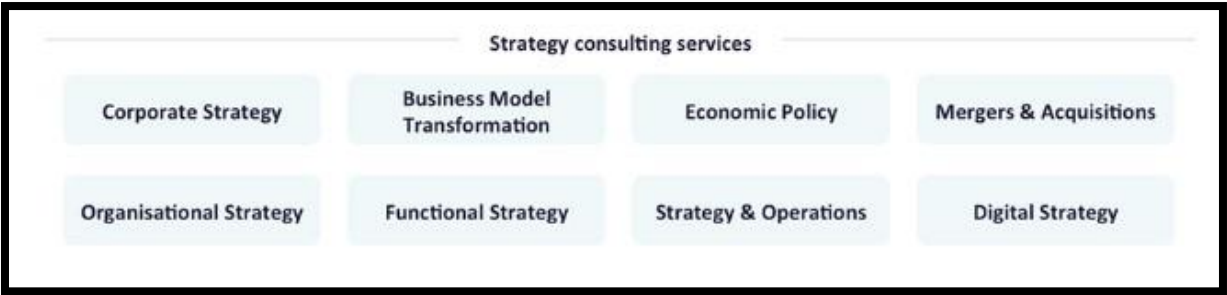 Strategy consulting services
Corporate Strategy
Business Model
Transformation
Economic Policy
Mergers & Acquisitions
Organisational Strategy
Functional Strategy
Strategy & Operations
Digital Strategy